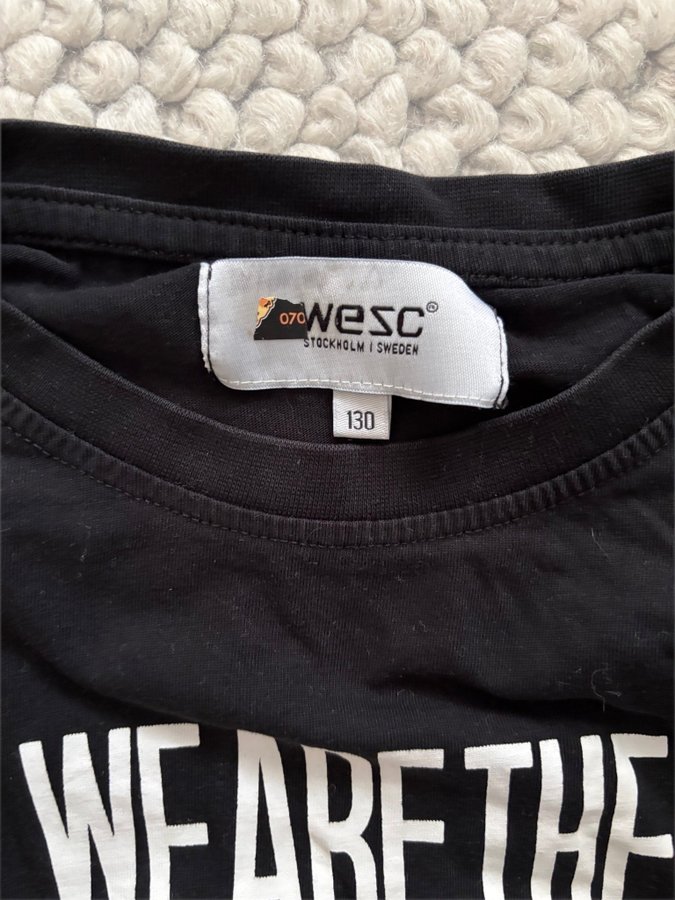 070
wesc®
STOCKHOLM I SWEDEN
130
WE ARE THE